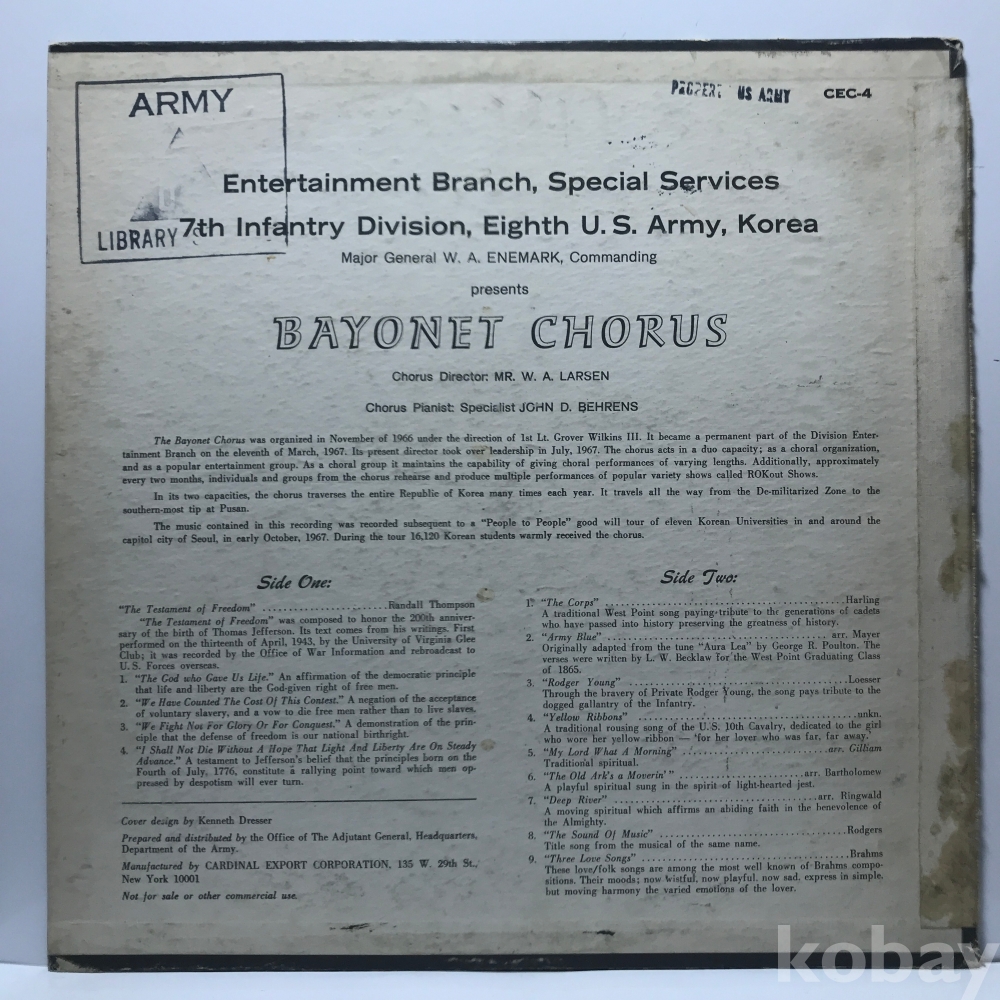 ARMY
LIBRARY
PROPERT US ARMY
CEC-4
Entertainment Branch, Special Services
7th Infantry Division, Eighth U. S. Army, Korea
Major General W. A. ENEMARK, Commanding
presents
BAYONET CHORUS
Chorus Director: MR. W. A. LARSEN
Chorus Pianist: Specialist JOHN D. BEHRENS
The Bayonet Chorus was organized in November of 1966 under the direction of 1st Lt. Grover Wilkins III. It became a permanent part of the Division Enter-
tainment Branch on the eleventh of March, 1967. Its present director took over leadership in July, 1967. The chorus acts in a duo capacity; as a choral organization,
and as a popular entertainment group. As a choral group it maintains the capability of giving choral performances of varying lengths. Additionally, approximately
every two months, individuals and groups from the chorus rehearse and produce multiple performances of popular variety shows called ROKout Shows.
In its two capacities, the chorus traverses the entire Republic of Korea many times each year. It travels all the way from the De-militarized Zone to the
southern-most tip at Pusan.
The music contained in this recording was recorded subsequent to a "People to People" good will tour of eleven Korean Universities in and around the
capitol city of Seoul, in early October, 1967. During the tour 16,120 Korean students warmly received the chorus.
Side One:
"The Testament of Freedom" ........................Randall Thompson
"The Testament of Freedom" was composed to honor the 200th anniver-
sary of the birth of Thomas Jefferson. Its text comes from his writings. First
performed on the thirteenth of April, 1943, by the University of Virginia Glee
Club; it was recorded by the Office of War Information and rebroadcast to
U. S. Forces overseas.
1. "The God who Gave Us Life." An affirmation of the democratic principle
that life and liberty are the God-given right of free men.
2. "We Have Counted The Cost Of This Contest." A negation of the acceptance
of voluntary slavery, and a vow to die free men rather than to live slaves.
3. "We Fight Not For Glory Or For Conquest." A demonstration of the prin-
ciple that the defense of freedom is our national birthright.
4. "I Shall Not Die Without A Hope That Light And Liberty Are On Steady
Advance." A testament to Jefferson's belief that the principles born on the
Fourth of July, 1776, constitute a rallying point toward which men op-
pressed by despotism will ever turn.
Cover design by Kenneth Dresser
Prepared and distributed by the Office of The Adjutant General, Headquarters,
Department of the Army.
Manufactured by CARDINAL EXPORT CORPORATION, 135 W. 29th St.,
New York 10001
Not for sale or other commercial use.
Side Two:
1. "The Corps" ..............................................Harling
A traditional West Point song paying tribute to the generations of cadets
who have passed into history preserving the greatness of history.
2. "Army Blue" .......................................... arr. Mayer
Originally adapted from the tune "Aura Lea" by George R. Poulton. The
verses were written by L. W. Becklaw for the West Point Graduating Class
of 1865.
3. "Rodger Young" ..........................................Loesser
Through the bravery of Private Rodger Young, the song pays tribute to the
dogged gallantry of the Infantry.
4. "Yellow Ribbons" ..........................................unkn.
A traditional rousing song of the U.S. 10th Cavalry, dedicated to the girl
who wore her yellow ribbon — "for her lover who was far, far away."
5. "My Lord What A Morning" ...........................arr. Gilliam
Traditional spiritual.
6. "The Old Ark's a Moverin'" ........................arr. Bartholomew
A playful spiritual sung in the spirit of light-hearted jest.
7. "Deep River" ........................................arr. Ringwald
A moving spiritual which affirms an abiding faith in the benevolence of
the Almighty.
8. "The Sound Of Music" ....................................Rodgers
Title song from the musical of the same name.
9. "Three Love Songs" ........................................Brahms
These love/folk songs are among the most well known of Brahms compo-
sitions. Their moods; now wistful, now playful, now sad, express in simple,
but moving harmony the varied emotions of the lover.
kobay